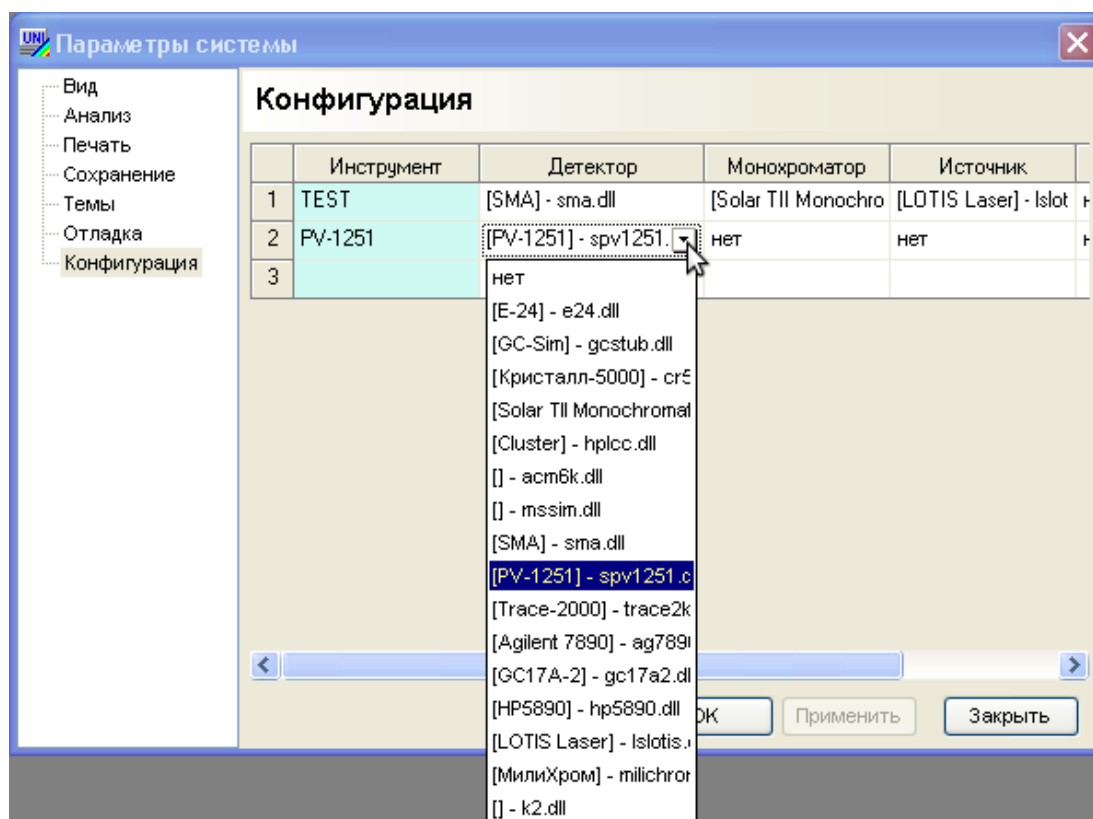 UNI Параметры системы
Вид
Анализ
Печать
Сохранение
Темы
Отладка
Конфигурация
Конфигурация
Инструмент Детектор Монохроматор Источник
1 TEST [SMA] - sma.dll [Solar TII Monochro [LOTIS Laser] - lslot н
2 PV-1251 [PV-1251] - spv1251. нет нет н
3
нет
[E-24] - e24.dll
[GC-Sim] - gcstub.dll
[Кристалл-5000] - cr5
[Solar TII Monochromat
[Cluster] - hplcc.dll
[] - acm6k.dll
[] - mssim.dll
[SMA] - sma.dll
[PV-1251] - spv1251.d
[Trace-2000] - trace2k
[Agilent 7890] - ag789
[GC17A-2] - gc17a2.dl
[HP5890] - hp5890.dll
[LOTIS Laser] - lslotis.
[МилиХром] - milichror
[] - k2.dll
ОК Применить Закрыть